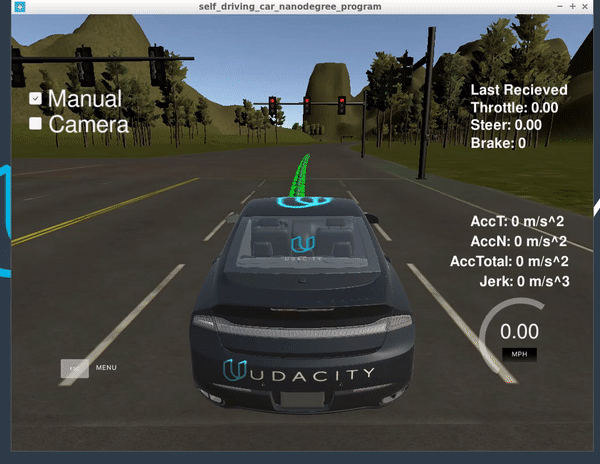 self_driving_car_nanodegree_program
Manual
Camera
Last Recieved
Throttle: 0.00
Steer: 0.00
Brake: 0
AccT: 0 m/s^2
AccN: 0 m/s^2
AccTotal: 0 m/s^2
Jerk: 0 m/s^3
0.00
MPH
MENU
UDACITY
UDACITY